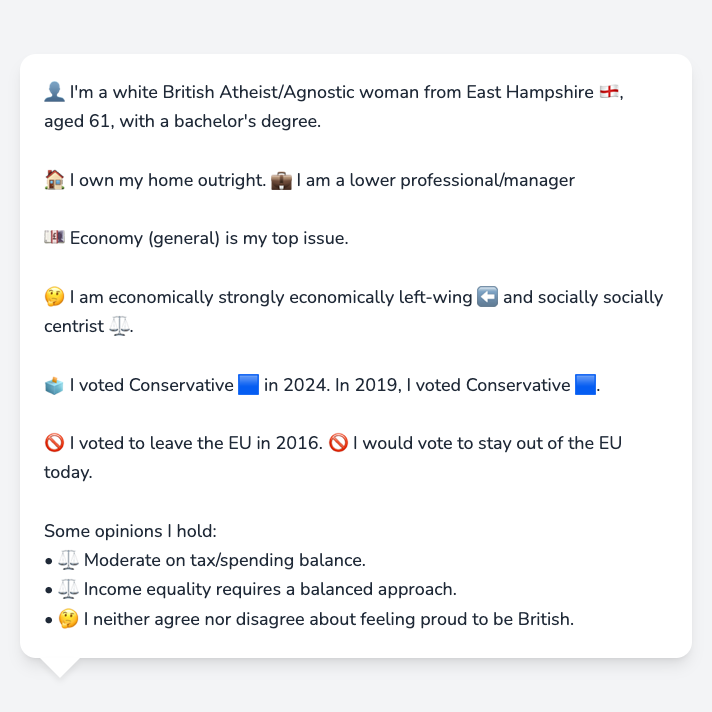 👤 I'm a white British Atheist/Agnostic woman from East Hampshire 🏴󠁧󠁢󠁥󠁮󠁧󠁿,
aged 61, with a bachelor's degree.
🏠 I own my home outright. 💼 I am a lower professional/manager
💷 Economy (general) is my top issue.
🤔 I am economically strongly economically left-wing ⬅️ and socially socially
centrist ⚖️.
🗳️ I voted Conservative 🟦 in 2024. In 2019, I voted Conservative 🟦.
🚫 I voted to leave the EU in 2016. 🚫 I would vote to stay out of the EU
today.
Some opinions I hold:
• ⚖️ Moderate on tax/spending balance.
• ⚖️ Income equality requires a balanced approach.
• 🤔 I neither agree nor disagree about feeling proud to be British.